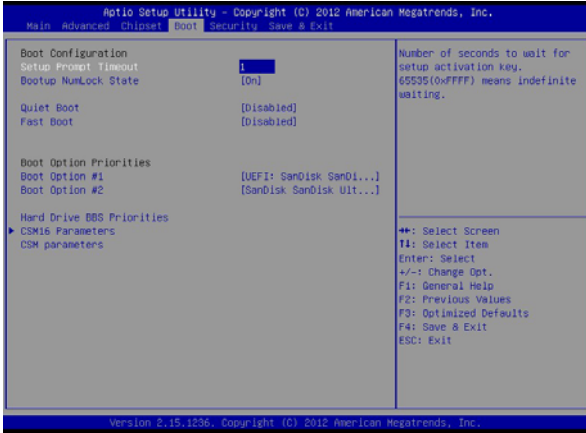 Aptio Setup Utility – Copyright (C) 2012 American Megatrends, Inc.
Main Advanced Chipset Boot Security Save & Exit
Boot Configuration
Setup Prompt Timeout 1
Bootup NumLock State [On]
Quiet Boot [Disabled]
Fast Boot [Disabled]
Boot Option Priorities
Boot Option #1 [UEFI: SanDisk SanDi...]
Boot Option #2 [SanDisk SanDisk Ult...]
Hard Drive BBS Priorities
CSM16 Parameters
CSM parameters
Number of seconds to wait for
setup activation key.
65535(0xFFFF) means indefinite
waiting.
→←: Select Screen
↑↓: Select Item
Enter: Select
+/-: Change Opt.
F1: General Help
F2: Previous Values
F3: Optimized Defaults
F4: Save & Exit
ESC: Exit
Version 2.15.1236. Copyright (C) 2012 American Megatrends, Inc.